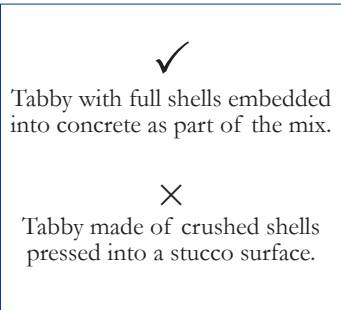 ✓
Tabby with full shells embedded
into concrete as part of the mix.
×
Tabby made of crushed shells
pressed into a stucco surface.